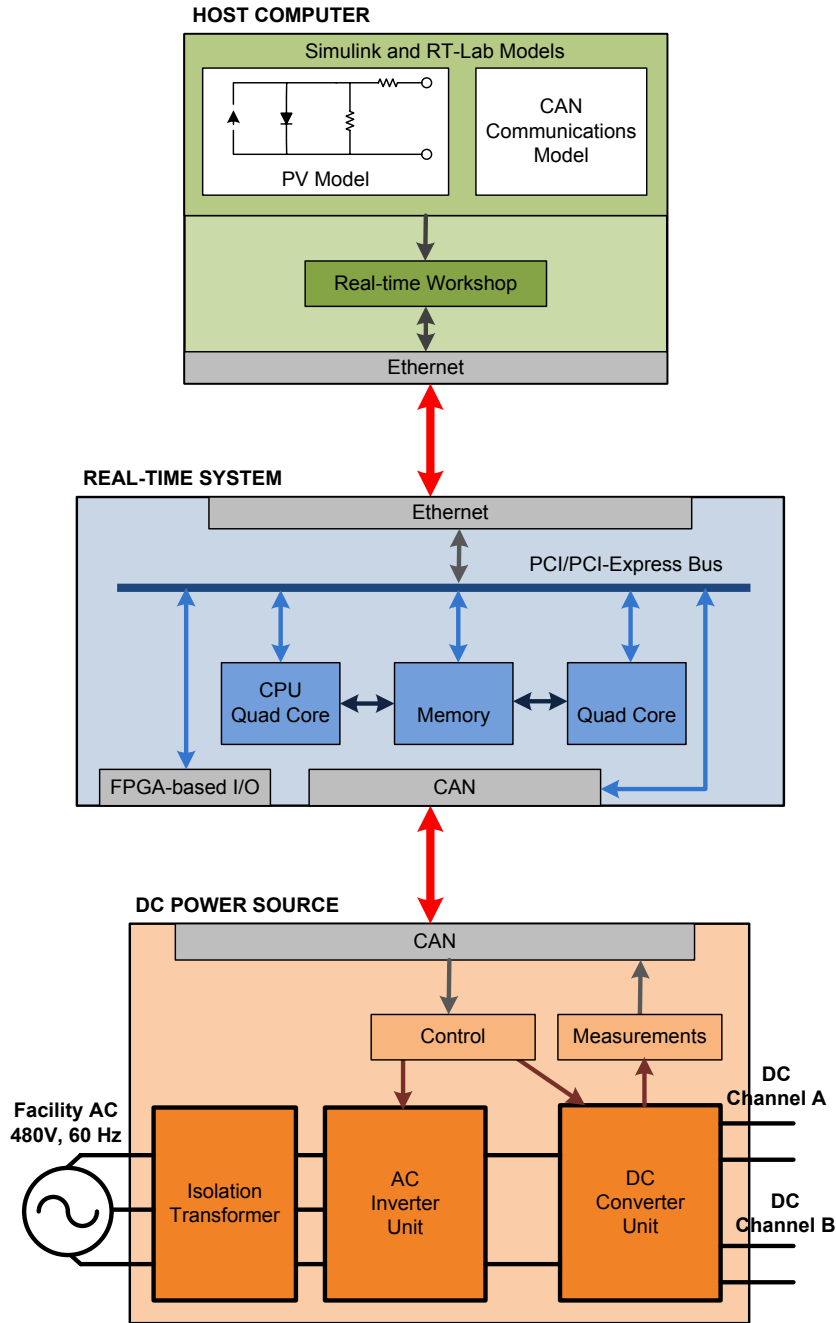 HOST COMPUTER
Simulink and RT-Lab Models
PV Model
CAN
Communications
Model
Real-time Workshop
Ethernet
REAL-TIME SYSTEM
Ethernet
PCI/PCI-Express Bus
CPU
Quad Core
Memory
Quad Core
FPGA-based I/O
CAN
DC POWER SOURCE
CAN
Control
Measurements
Facility AC
480V, 60 Hz
Isolation
Transformer
AC
Inverter
Unit
DC
Converter
Unit
DC
Channel A
DC
Channel B